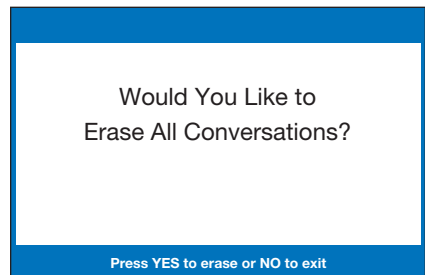 Would You Like to
Erase All Conversations?
Press YES to erase or NO to exit